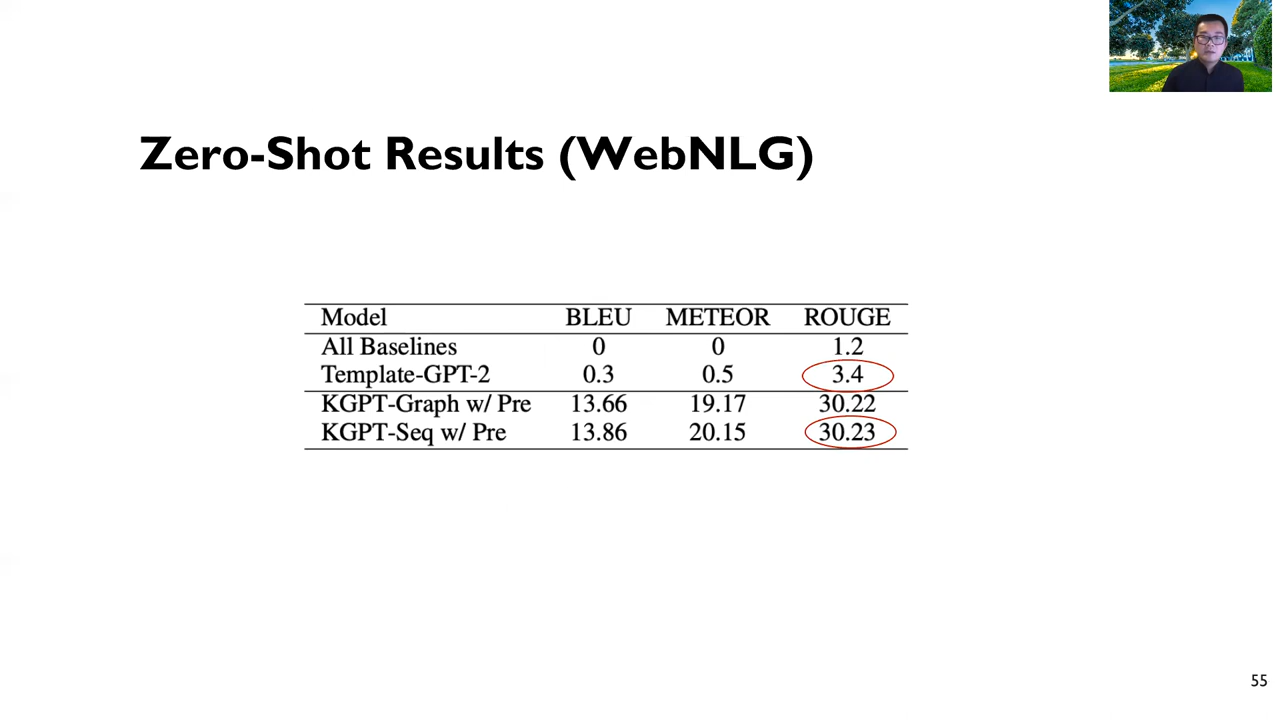 Zero-Shot Results (WebNLG)
Model BLEU METEOR ROUGE
All Baselines 0 0 1.2
Template-GPT-2 0.3 0.5 3.4
KGPT-Graph w/ Pre 13.66 19.17 30.22
KGPT-Seq w/ Pre 13.86 20.15 30.23
55